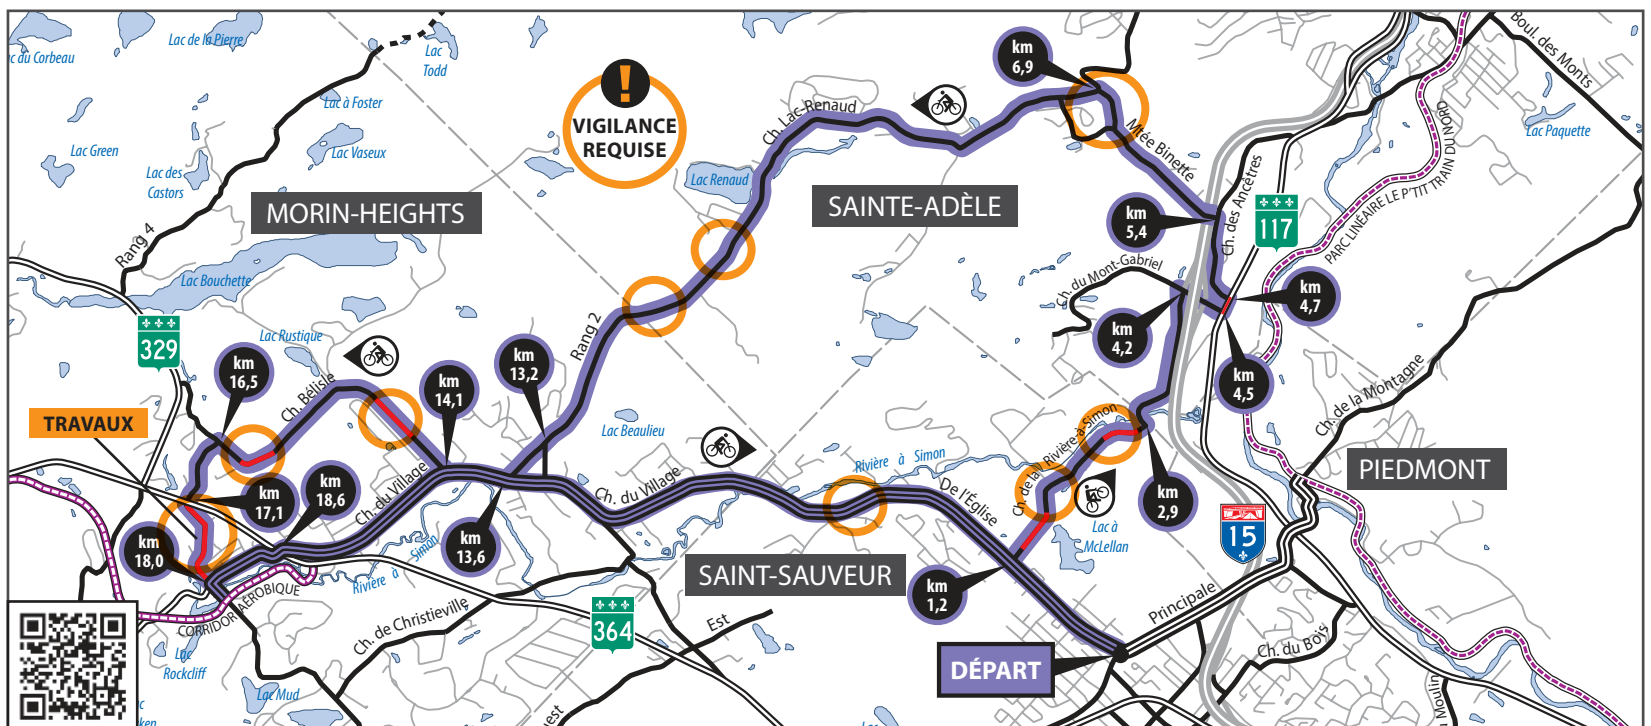 Lac de la Pierre
c du Corbeau
Lac
Todd
Lac à Foster
Lac Green
Lac Vaseux
Lac des
Castors
VIGILANCE
REQUISE
km
6,9
Boul. des Monts
Ch. Lac-Renaud
Lac Paquette
Mtée Binette
Lac Renaud
MORIN-HEIGHTS
SAINTE-ADÈLE
Ch. des Ancêtres
117
PARC LINÉAIRE LE P'TIT TRAIN DU NORD
km
5,4
Rang 4
Lac Bouchette
Ch. du Mont-Gabriel
km
4,7
km
4,2
329
Lac Rustique
Rang 2
km
16,5
km
13,2
km
14,1
km
4,5
Ch. de la Montagne
Ch. Bélisle
TRAVAUX
Lac Beaulieu
Ch. de la Rivière-à-Simon
Rivière à Simon
PIEDMONT
km
17,1
km
18,6
Ch. du Village
Ch. du Village
De l'Église
km
2,9
km
18,0
km
13,6
Lac à
McLellan
15
Rivière à Simon
SAINT-SAUVEUR
km
1,2
CORRIDOR AÉROBIQUE
Ch. de Christieville
364
Est
Principale
Ch. du Bois
DÉPART
Lac
Rockcliff
Lac Mud
Moulin
ac
ken
uest
Lac